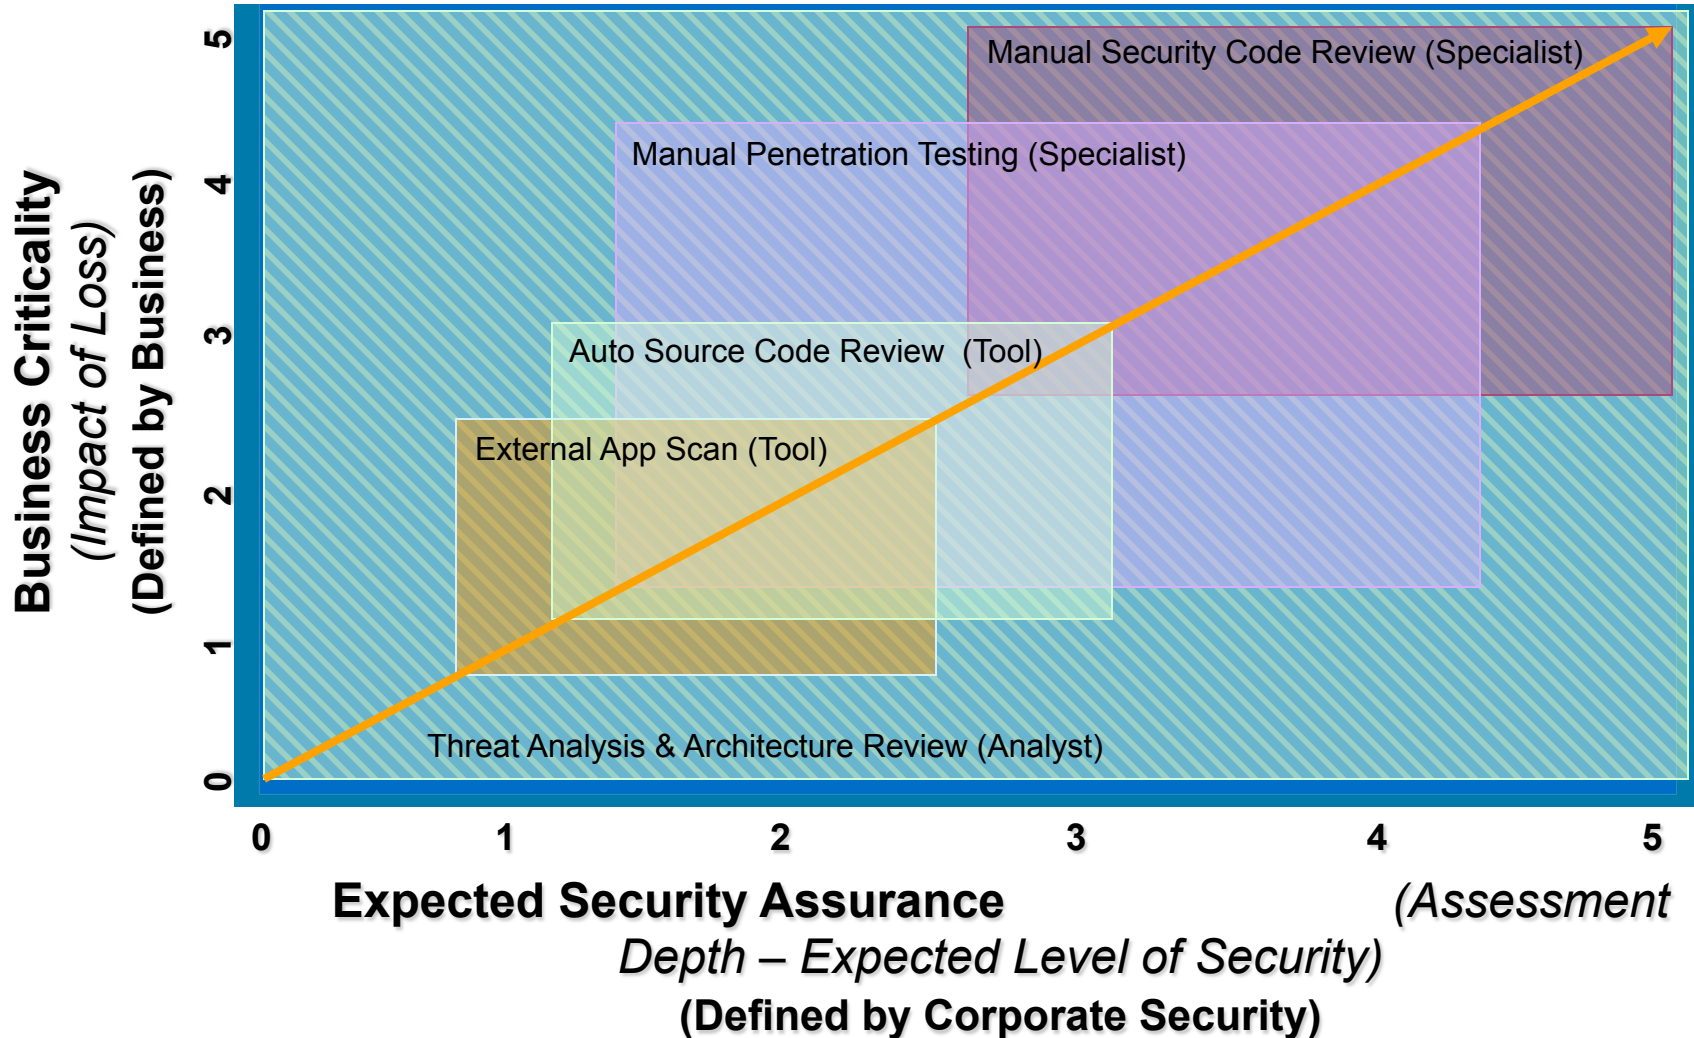 Business Criticality
(Impact of Loss)
(Defined by Business)
5
4
3
2
1
0
Manual Security Code Review (Specialist)
Manual Penetration Testing (Specialist)
Auto Source Code Review (Tool)
External App Scan (Tool)
Threat Analysis & Architecture Review (Analyst)
0 1 2 3 4 5
Expected Security Assurance (Assessment
Depth – Expected Level of Security)
(Defined by Corporate Security)